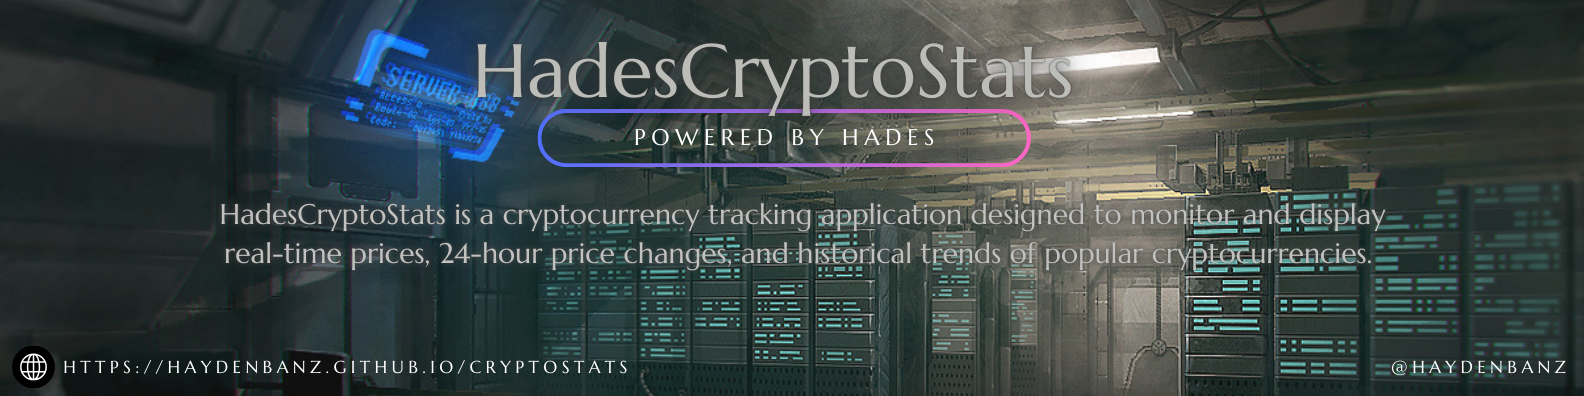 SERVER
HadesCryptoStats
POWERED BY HADES
HadesCryptoStats is a cryptocurrency tracking application designed to monitor and display
real-time prices, 24-hour price changes, and historical trends of popular cryptocurrencies.
HTTPS://HAYDENBANZ.GITHUB.IO/CRYPTOSTATS
@HAYDENBANZ